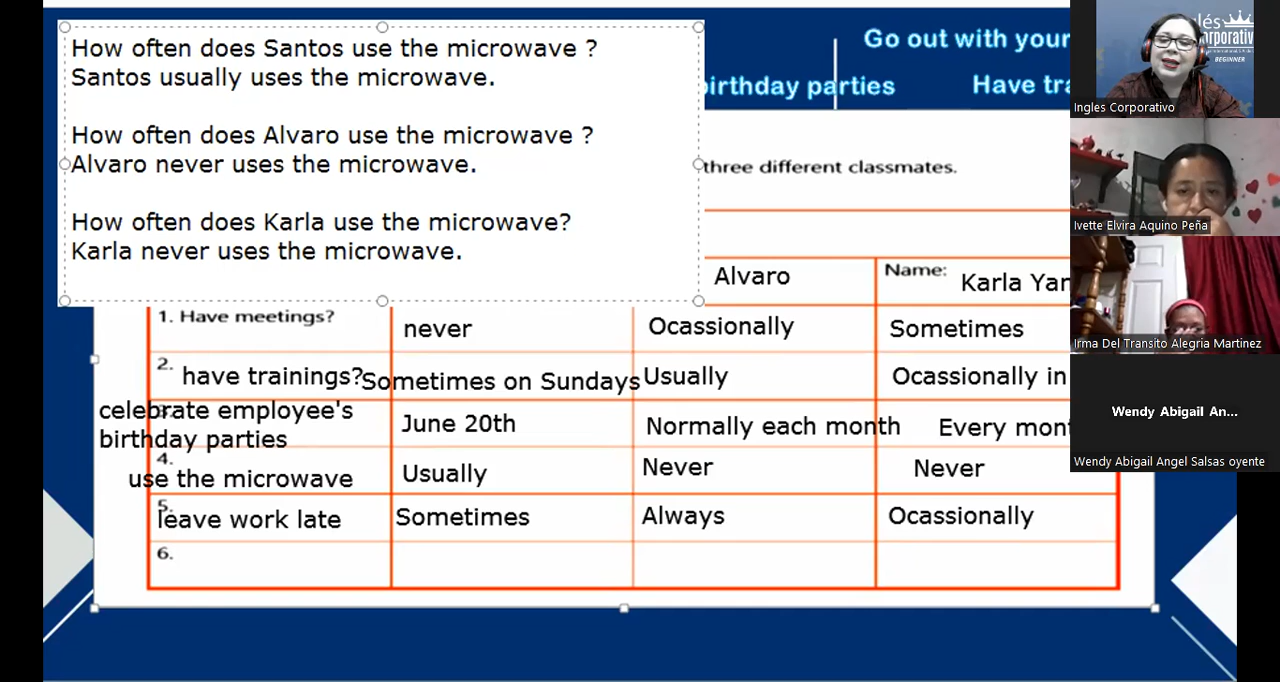 How often does Santos use the microwave ?
Santos usually uses the microwave.
How often does Alvaro use the microwave ?
Alvaro never uses the microwave.
How often does Karla use the microwave?
Karla never uses the microwave.
Go out with your
birthday parties
Have tra
three different classmates.
Alvaro
Name: Karla Yar
1. Have meetings?
never
Ocassionally
Sometimes
2. have trainings?
Sometimes on Sundays
Usually
Ocassionally in
3. celebrate employee's
birthday parties
June 20th
Normally each month
Every mont
4. use the microwave
Usually
Never
Never
5. leave work late
Sometimes
Always
Ocassionally
6.
BEGINNER
Ingles Corporativo
Ivette Elvira Aquino Peña
Irma Del Transito Alegria Martinez
Wendy Abigail An...
Wendy Abigail Angel Salsas oyente